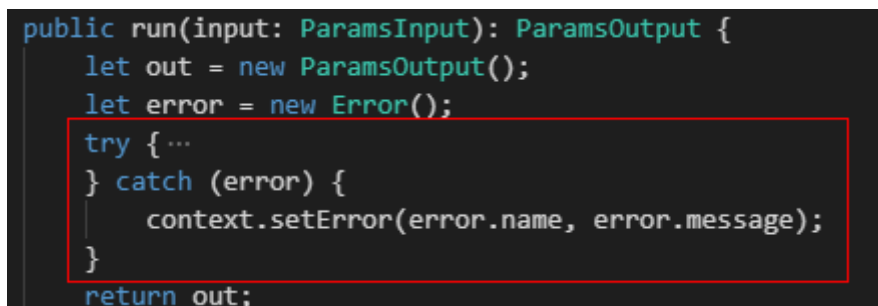 public run(input: ParamsInput): ParamsOutput {
let out = new ParamsOutput();
let error = new Error();
try {···
} catch (error) {
context.setError(error.name, error.message);
}
return out;